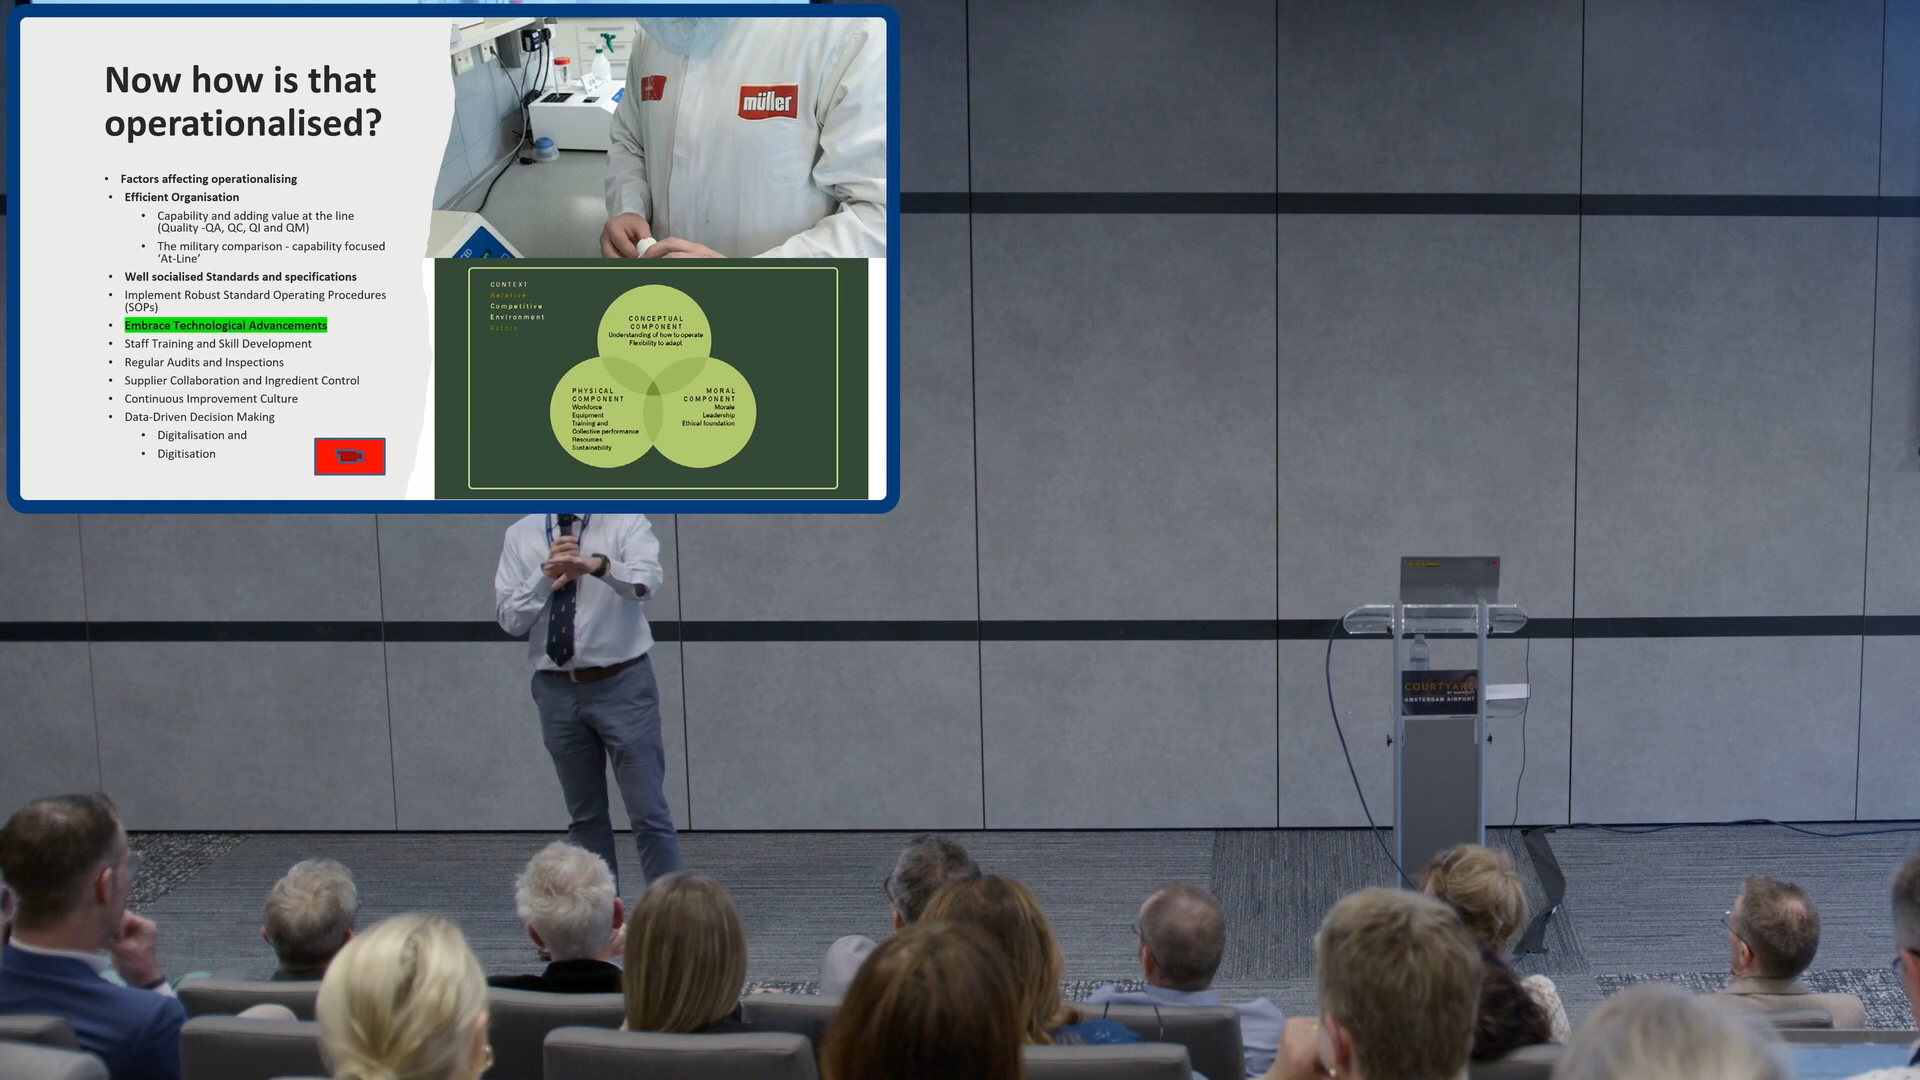 Now how is that
operationalised?
• Factors affecting operationalising
• Efficient Organisation
• Capability and adding value at the line
(Quality -QA, QC, QI and QM)
• The military comparison - capability focused
‘At-Line’
• Well socialised Standards and specifications
• Implement Robust Standard Operating Procedures
(SOPs)
• Embrace Technological Advancements
• Staff Training and Skill Development
• Regular Audits and Inspections
• Supplier Collaboration and Ingredient Control
• Continuous Improvement Culture
• Data-Driven Decision Making
• Digitalisation and
• Digitisation
müller
CONTEXT
Relative
Competitive
Environment
Actors
CONCEPTUAL
COMPONENT
Understanding of how to operate
Flexibility to adapt
PHYSICAL
COMPONENT
Workforce
Equipment
Training and
Collective performance
Resources
Sustainability
MORAL
COMPONENT
Morale
Leadership
Ethical foundation
COURTYARD
BY MARRIOTT
AMSTERDAM AIRPORT